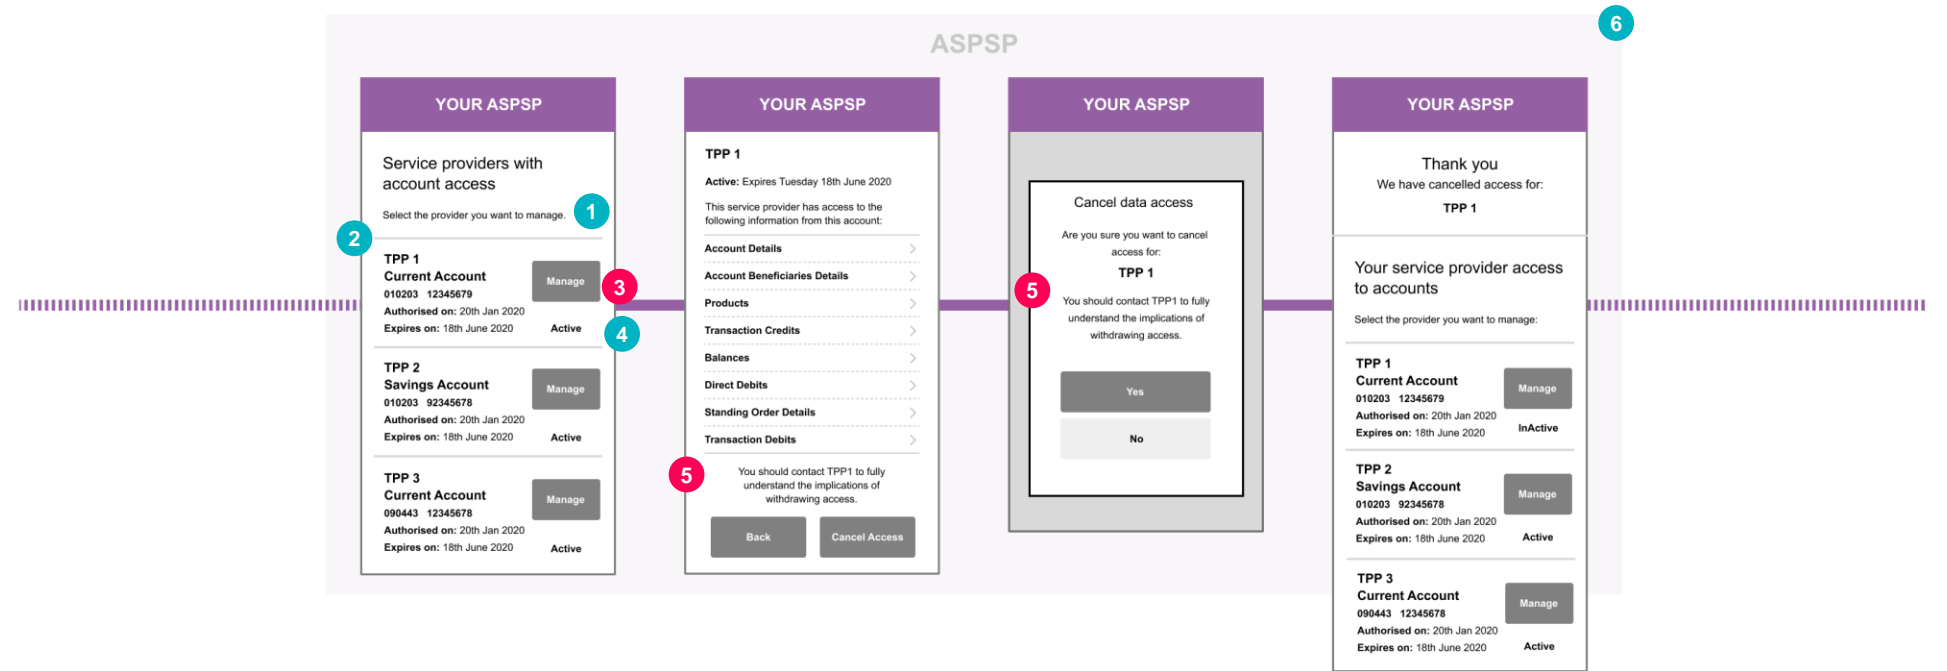 ASPSP
6
YOUR ASPSP
Service providers with
account access
Select the provider you want to manage.
1
2
TPP 1
Current Account
010203 12345679
Authorised on: 20th Jan 2020
Expires on: 18th June 2020
Manage
Active
3
4
TPP 2
Savings Account
010203 92345678
Authorised on: 20th Jan 2020
Expires on: 18th June 2020
Manage
Active
TPP 3
Current Account
090443 12345678
Authorised on: 20th Jan 2020
Expires on: 18th June 2020
Manage
Active
YOUR ASPSP
TPP 1
Active: Expires Tuesday 18th June 2020
This service provider has access to the
following information from this account:
Account Details
Account Beneficiaries Details
Products
Transaction Credits
Balances
Direct Debits
Standing Order Details
Transaction Debits
5
You should contact TPP1 to fully
understand the implications of
withdrawing access.
Back
Cancel Access
YOUR ASPSP
Cancel data access
Are you sure you want to cancel
access for:
TPP 1
5
You should contact TPP1 to fully
understand the implications of
withdrawing access.
Yes
No
YOUR ASPSP
Thank you
We have cancelled access for:
TPP 1
Your service provider access
to accounts
Select the provider you want to manage:
TPP 1
Current Account
010203 12345679
Authorised on: 20th Jan 2020
Expires on: 18th June 2020
Manage
InActive
TPP 2
Savings Account
010203 92345678
Authorised on: 20th Jan 2020
Expires on: 18th June 2020
Manage
Active
TPP 3
Current Account
090443 12345678
Authorised on: 20th Jan 2020
Expires on: 18th June 2020
Manage
Active